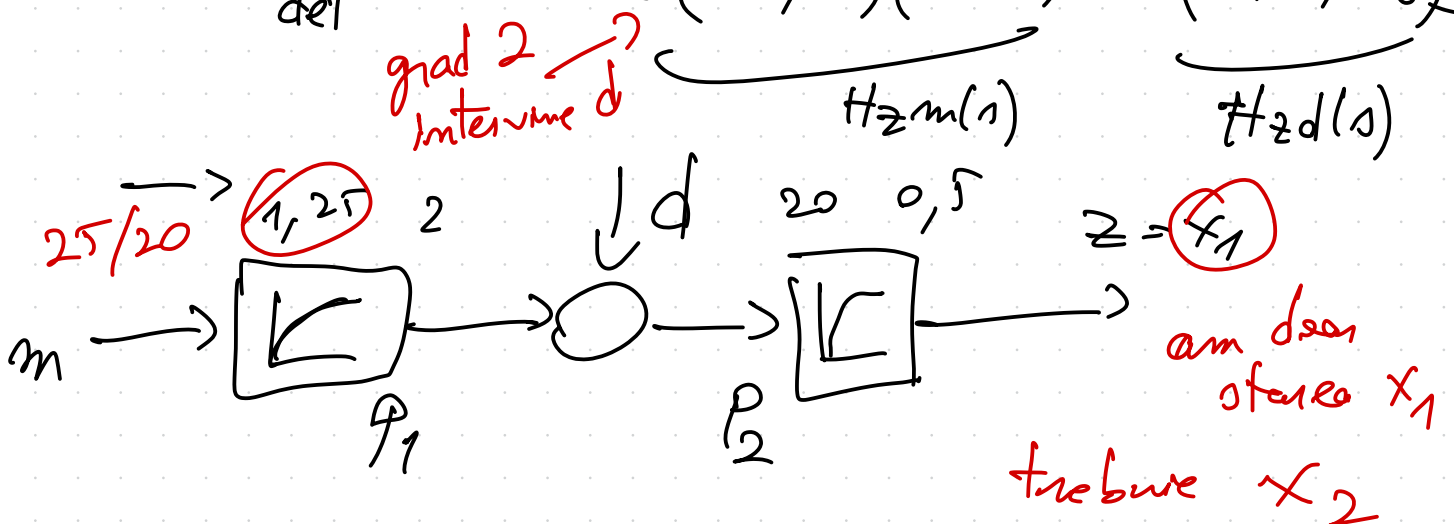 del
grad 2
intervine d ?
Hzm(s)
Hzd(s)
25/20
1,25 2
d
20 0,5
z = x1
m
P1
P2
am doar
starea x1
trebuie x2